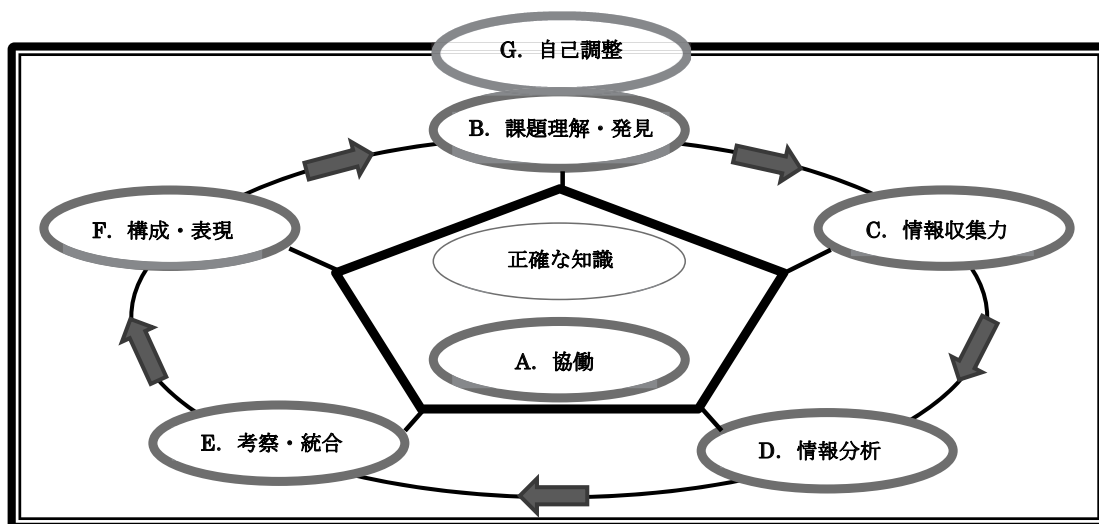 G. 自己調整
B. 課題理解・発見
F. 構成・表現
C. 情報収集力
正確な知識
A. 協働
E. 考察・統合
D. 情報分析